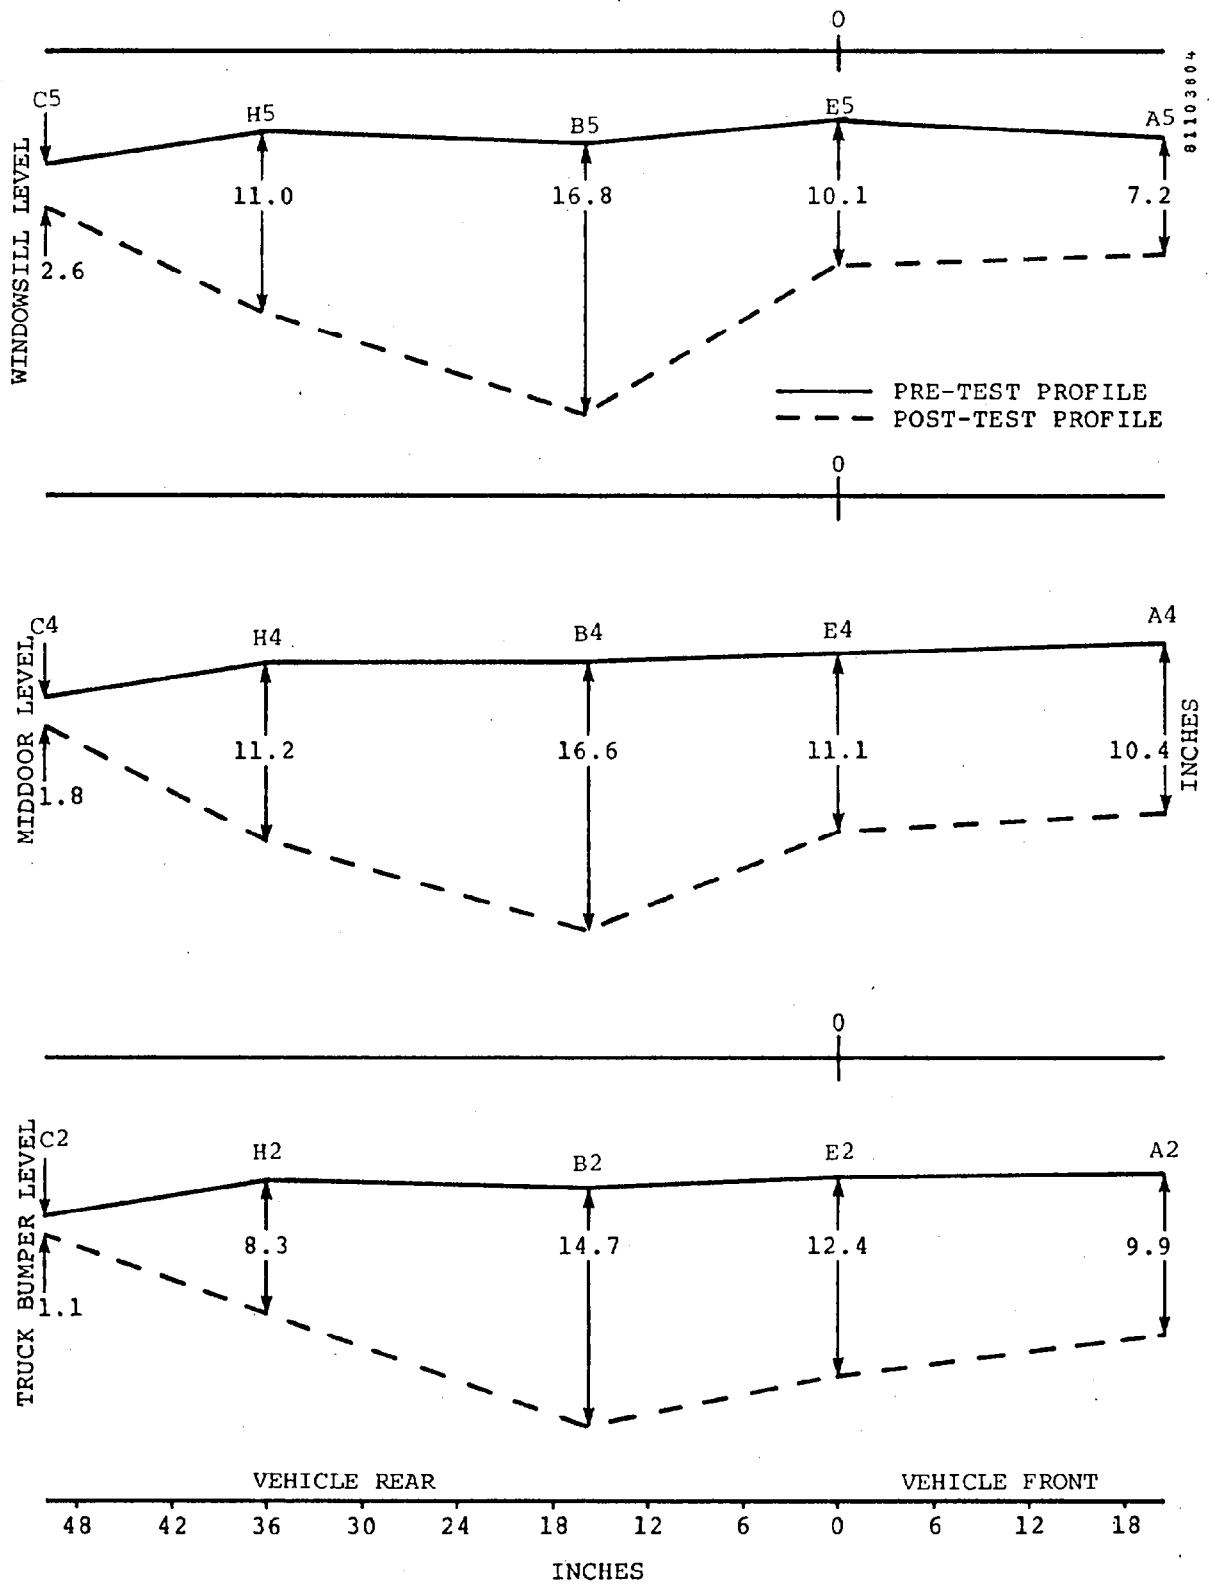 0
81103804
C5
H5
B5
E5
A5
WINDOWSILL LEVEL
11.0
16.8
10.1
7.2
2.6
PRE-TEST PROFILE
POST-TEST PROFILE
0
C4
H4
B4
E4
A4
MIDDOOR LEVEL
11.2
16.6
11.1
10.4
INCHES
1.8
0
C2
H2
B2
E2
A2
TRUCK BUMPER LEVEL
8.3
14.7
12.4
9.9
1.1
VEHICLE REAR
VEHICLE FRONT
48 42 36 30 24 18 12 6 0 6 12 18
INCHES